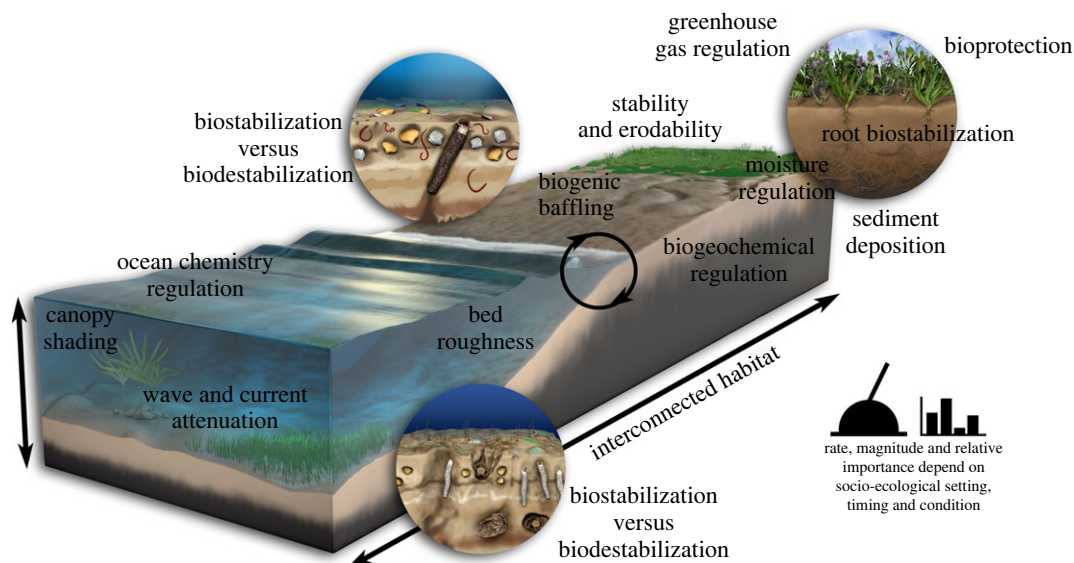 greenhouse
gas regulation
bioprotection
biostabilization
versus
biodestabilization
stability
and erodability
root biostabilization
moisture
regulation
biogenic
baffling
sediment
deposition
biogeochemical
regulation
ocean chemistry
regulation
canopy
shading
bed
roughness
wave and current
attenuation
interconnected habitat
rate, magnitude and relative
importance depend on
socio-ecological setting,
timing and condition
biostabilization
versus
biodestabilization